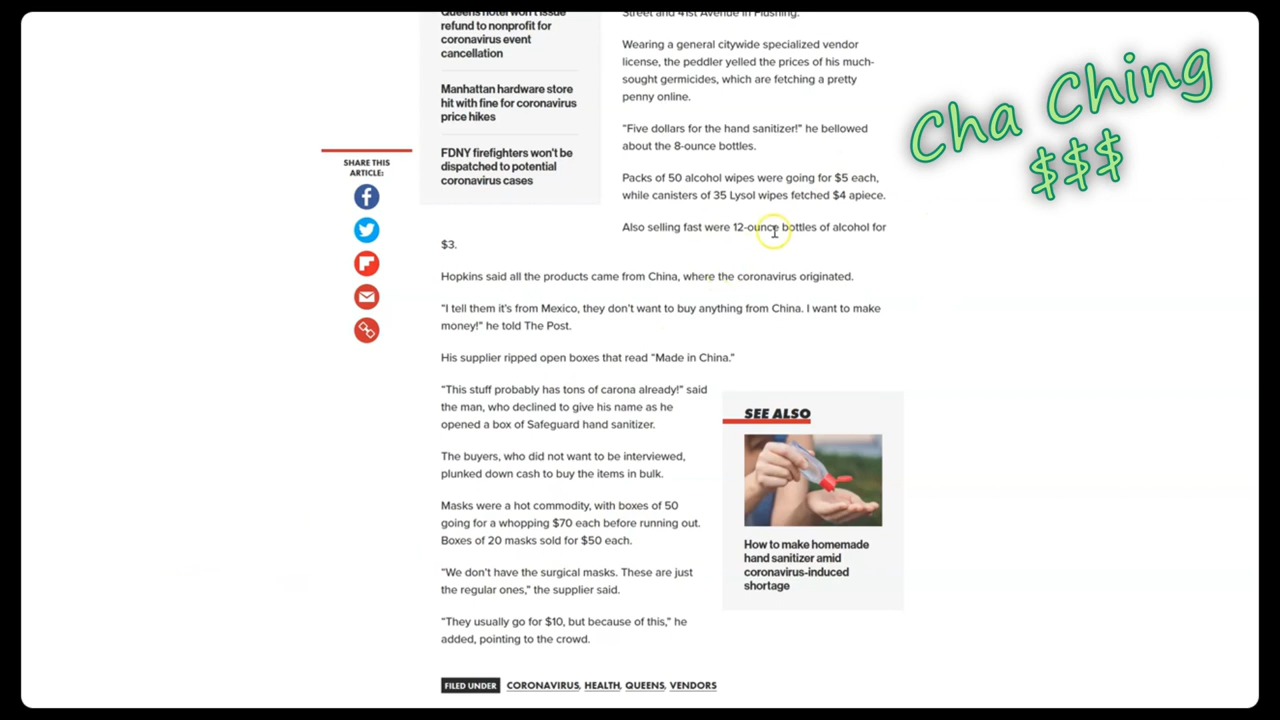 Queens hotel won't issue
refund to nonprofit for
coronavirus event
cancellation
Manhattan hardware store
hit with fine for coronavirus
price hikes
FDNY firefighters won't be
dispatched to potential
coronavirus cases
SHARE THIS
ARTICLE:
Street and 41st Avenue in Flushing.
Wearing a general citywide specialized vendor
license, the peddler yelled the prices of his much-
sought germicides, which are fetching a pretty
penny online.
“Five dollars for the hand sanitizer!” he bellowed
about the 8-ounce bottles.
Packs of 50 alcohol wipes were going for $5 each,
while canisters of 35 Lysol wipes fetched $4 apiece.
Also selling fast were 12-ounce bottles of alcohol for
$3.
Hopkins said all the products came from China, where the coronavirus originated.
“I tell them it's from Mexico, they don't want to buy anything from China. I want to make
money!” he told The Post.
His supplier ripped open boxes that read “Made in China.”
“This stuff probably has tons of carona already!” said
the man, who declined to give his name as he
opened a box of Safeguard hand sanitizer.
The buyers, who did not want to be interviewed,
plunked down cash to buy the items in bulk.
Masks were a hot commodity, with boxes of 50
going for a whopping $70 each before running out.
Boxes of 20 masks sold for $50 each.
“We don't have the surgical masks. These are just
the regular ones,” the supplier said.
“They usually go for $10, but because of this,” he
added, pointing to the crowd.
SEE ALSO
How to make homemade
hand sanitizer amid
coronavirus-induced
shortage
FILED UNDER CORONAVIRUS, HEALTH, QUEENS, VENDORS
Cha Ching
$$$